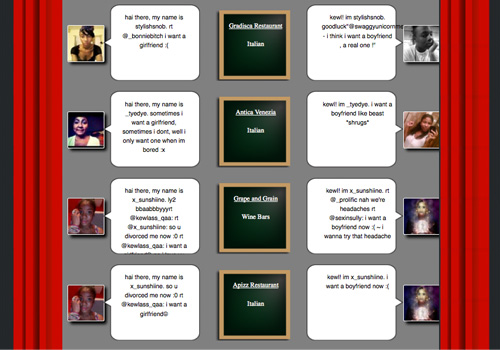 hai there, my name is
stylishsnob. rt
@_bonniebitch i want a
girlfriend :(
Gradisca Restaurant
Italian
kewl! im stylishsnob.
goodluck"@swaggyunicornme
- i think i want a boyfriend
, a real one !"
hai there, my name is
_tyedye. sometimes i
want a girlfriend,
sometimes i dont, well i
only want one when im
bored :x
Antica Venezia
Italian
kewl! im _tyedye. i want a
boyfriend like beast
*shrugs*
hai there, my name is
x_sunshiine. ly2
bbaabbbyyyrt
@kewlass_qaa: rt
@x_sunshiine: so u
divorced me now :0 rt
@kewlass_qaa: i want a
Grape and Grain
Wine Bars
kewl! im x_sunshiine. rt
@_prolific nah we're
headaches rt
@sexinsully: i want a
boyfriend now :( -- i
wanna try that headache
hai there, my name is
x_sunshiine. so u
divorced me now :0 rt
@kewlass_qaa: i want a
girlfriend☹
Apizz Restaurant
Italian
kewl! im x_sunshiine. i
want a boyfriend now :(